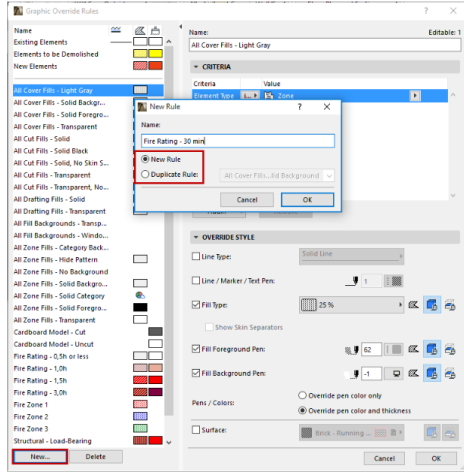 Graphic Override Rules
? ×
Name
Existing Elements
Elements to be Demolished
New Elements
All Cover Fills - Light Gray
All Cover Fills - Solid Backgr...
All Cover Fills - Solid Foregro...
All Cover Fills - Transparent
All Cut Fills - Solid
All Cut Fills - Solid Black
All Cut Fills - Solid, No Skin S...
All Cut Fills - Transparent
All Cut Fills - Transparent, No...
All Drafting Fills - Solid
All Drafting Fills - Transparent
All Fill Backgrounds - Transp...
All Fill Backgrounds - Windo...
All Zone Fills - Category Back...
All Zone Fills - Hide Pattern
All Zone Fills - No Background
All Zone Fills - Solid Backgro...
All Zone Fills - Solid Category
All Zone Fills - Solid Foregro...
All Zone Fills - Transparent
Cardboard Model - Cut
Cardboard Model - Uncut
Fire Rating - 0,5h or less
Fire Rating - 1,0h
Fire Rating - 1,5h
Fire Rating - 3,0h
Fire Zone 1
Fire Zone 2
Fire Zone 3
Structural - Load-Bearing
New... Delete
Name: Editable: 1
All Cover Fills - Light Gray
CRITERIA
Criteria Value
Element Type Zone
New Rule ? ×
Name:
Fire Rating - 30 min
New Rule
Duplicate Rule: All Cover Fills...lid Background
Cancel OK
OVERRIDE STYLE
Line Type: Solid Line
Line / Marker / Text Pen: 1
Fill Type: 25 %
Show Skin Separators
Fill Foreground Pen: 62
Fill Background Pen: -1
Pens / Colors: Override pen color only
Override pen color and thickness
Surface: Brick - Running ...
Cancel OK